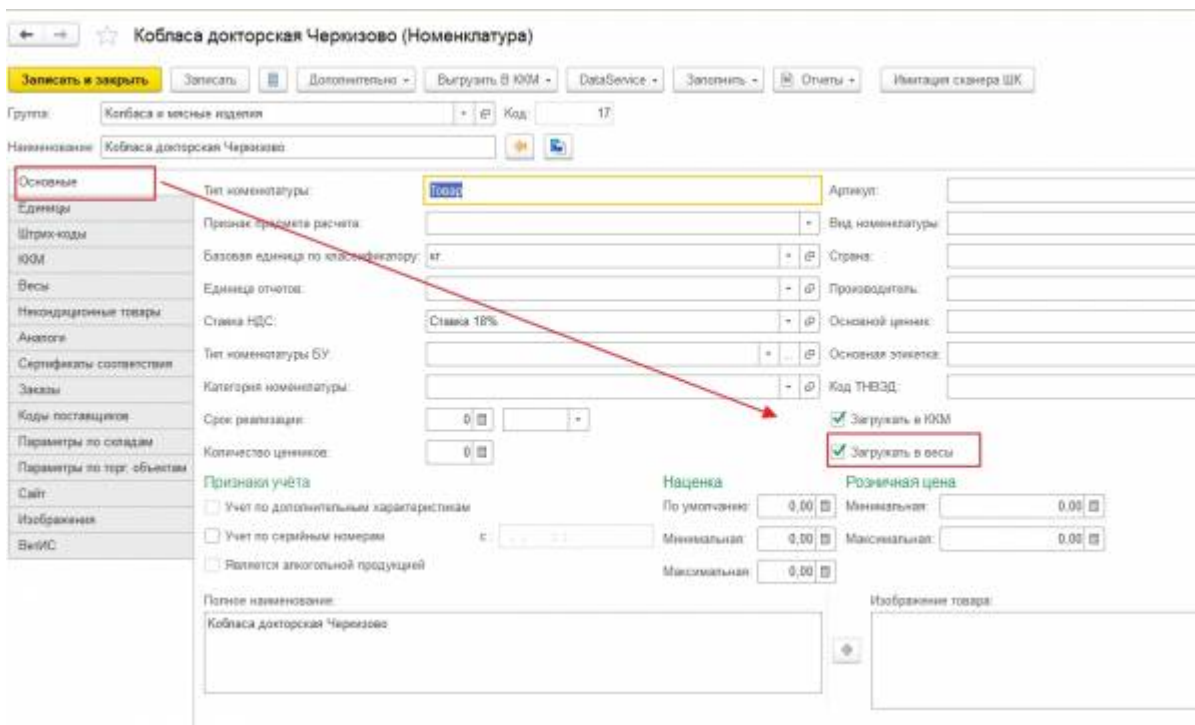 Кобласа докторская Черкизово (Номенклатура)
Записать и закрыть Записать Дополнительно Выгрузить В ККМ DataService Заполнить Отчеты Имитация сканера ШК
Группа: Колбаса и мясные изделия Код: 17
Наименование: Кобласа докторская Черкизово
Основные
Единицы
Штрих-коды
ККМ
Весы
Некондиционные товары
Аналоги
Сертификаты соответствия
Заказы
Коды поставщиков
Параметры по складам
Параметры по торг. объектам
Сайт
Изображения
ВетИС
Тип номенклатуры: Товар Артикул:
Признак предмета расчета: Вид номенклатуры:
Базовая единица по классификатору: кг Страна:
Единица отчетов: Производитель:
Ставка НДС: Ставка 18% Основной ценник:
Тип номенклатуры БУ: Основная этикетка:
Категория номенклатуры: Код ТНВЭД:
Срок реализации: 0 Загружать в ККМ
Количество ценников: 0 Загружать в весы
Признаки учёта Наценка Розничная цена
Учет по дополнительным характеристикам По умолчанию: 0,00 Минимальная: 0,00
Учет по серийным номерам с: Минимальная: 0,00 Максимальная: 0,00
Является алкогольной продукцией Максимальная: 0,00
Полное наименование: Изображение товара:
Кобласа докторская Черкизово